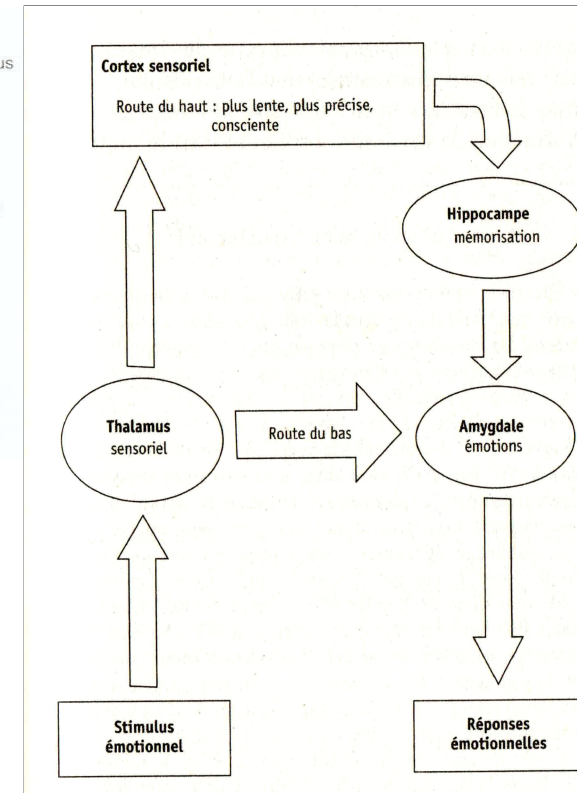 us
Cortex sensoriel
Route du haut : plus lente, plus précise,
consciente
Hippocampe
mémorisation
Thalamus
sensoriel
Route du bas
Amygdale
émotions
Stimulus
émotionnel
Réponses
émotionnelles